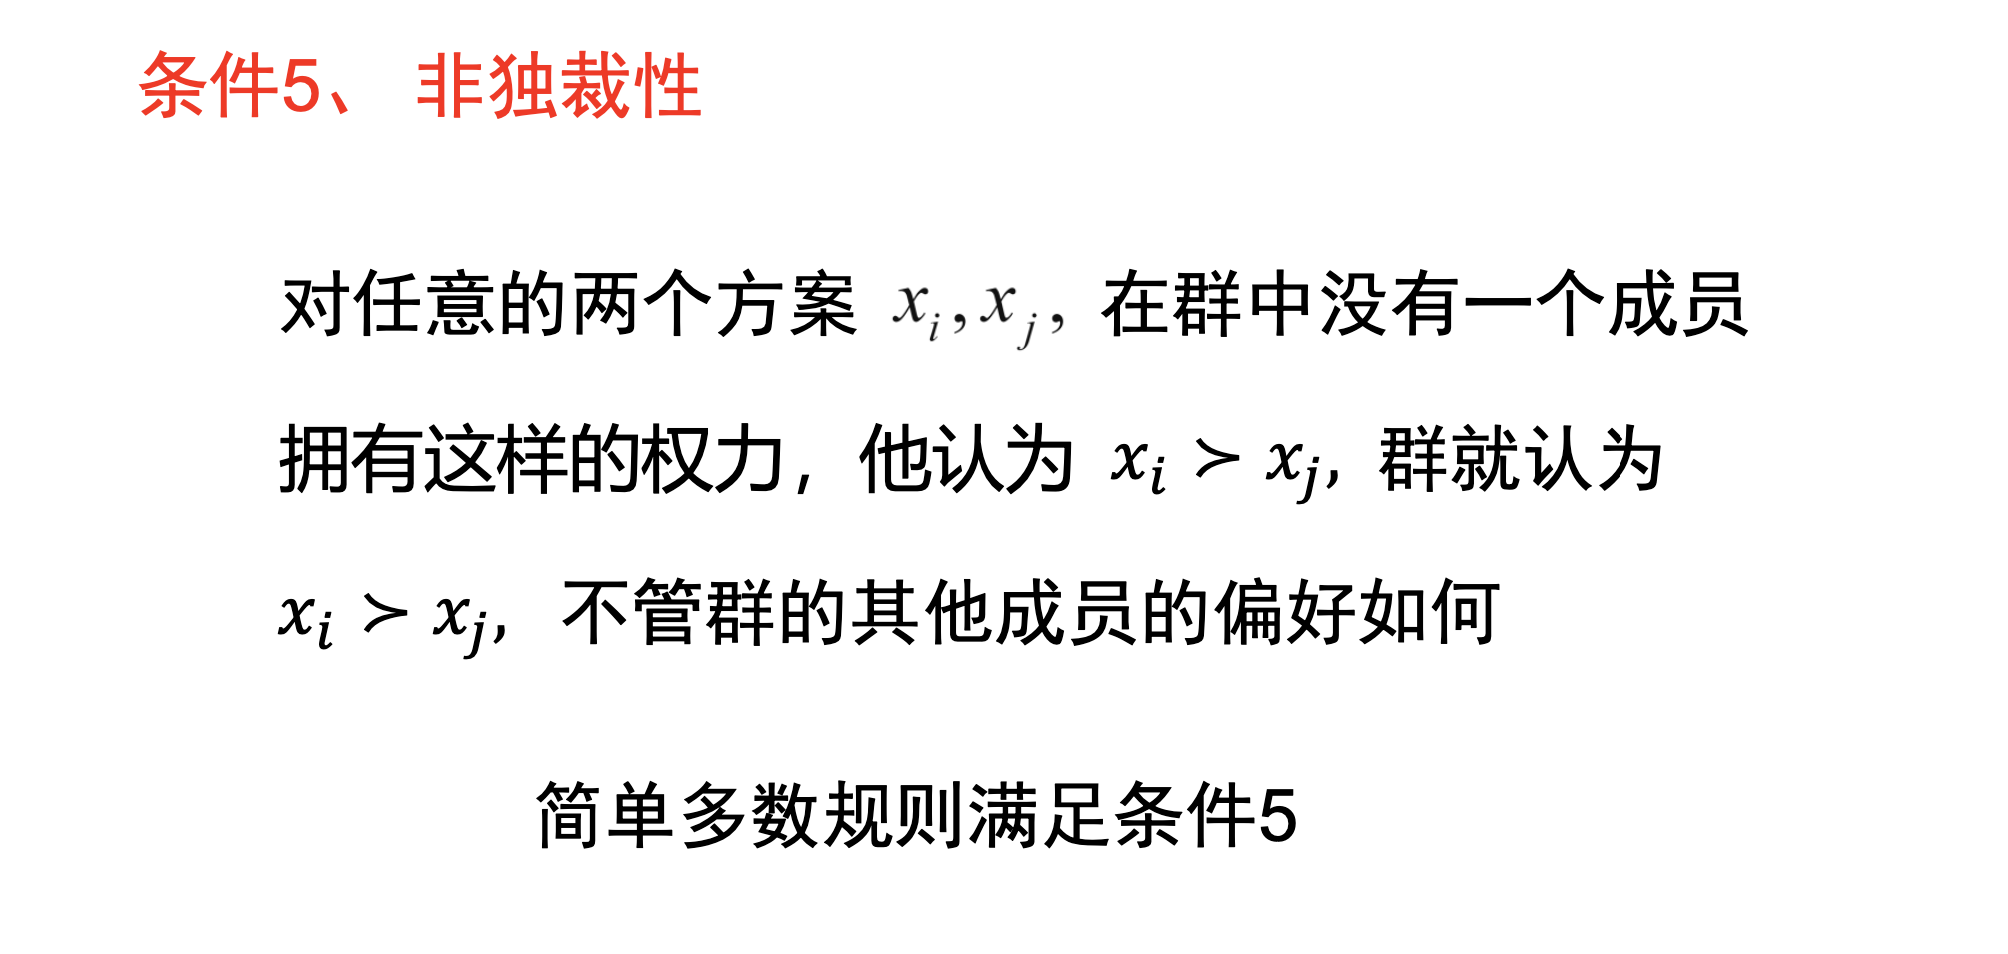 条件5、 非独裁性
对任意的两个方案 x_i, x_j, 在群中没有一个成员
拥有这样的权力，他认为 x_i ≻ x_j, 群就认为
x_i ≻ x_j, 不管群的其他成员的偏好如何
简单多数规则满足条件5